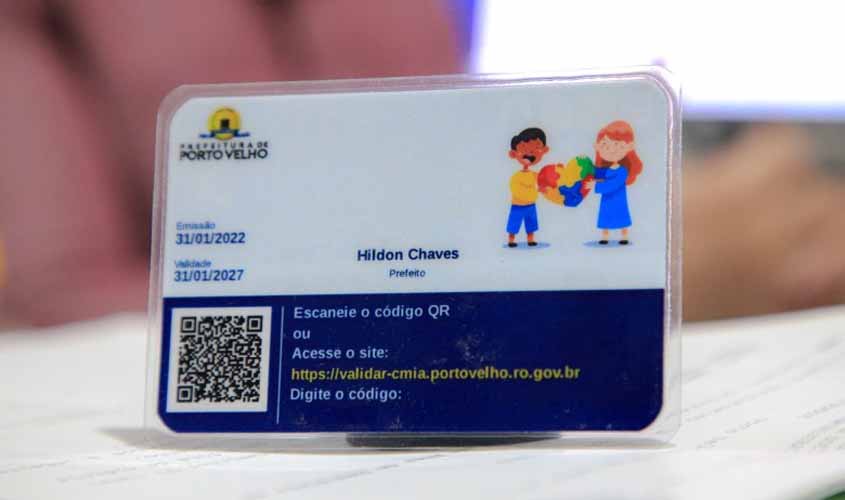 PREFEITURA DE
PORTO VELHO
Emissão
31/01/2022
Validade
31/01/2027
Hildon Chaves
Prefeito
Escaneie o código QR
ou
Acesse o site:
https://validar-cmia.portovelho.ro.gov.br
Digite o código: